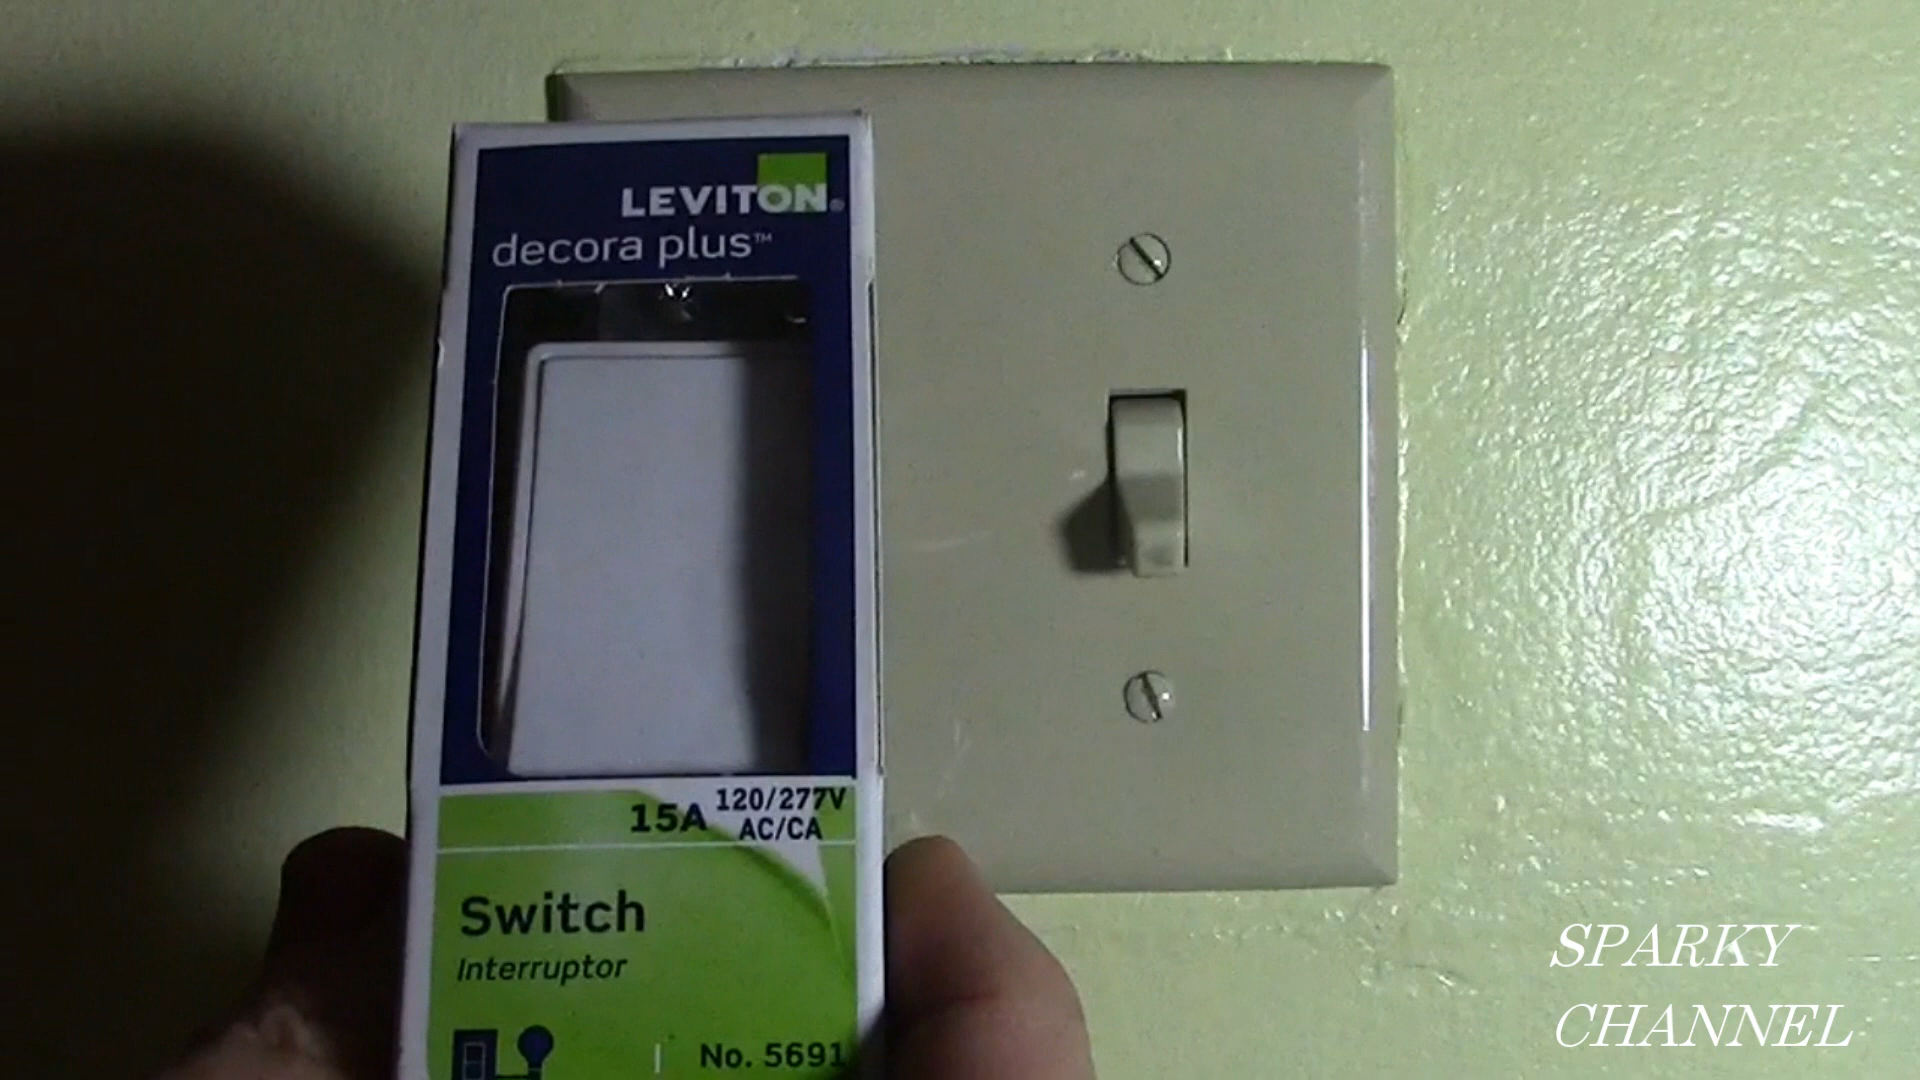 LEVITON®
decora plus™
15A 120/277V
AC/CA
Switch
Interruptor
No. 5691
SPARKY
CHANNEL